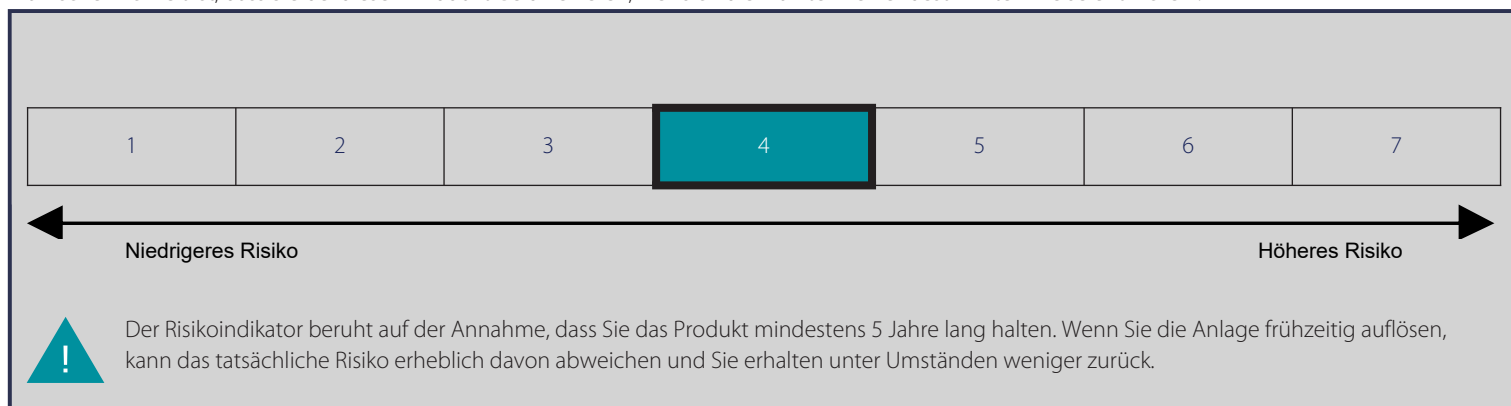 1 2 3 4 5 6 7
Niedrigeres Risiko Höheres Risiko
! Der Risikoindikator beruht auf der Annahme, dass Sie das Produkt mindestens 5 Jahre lang halten. Wenn Sie die Anlage frühzeitig auflösen,
kann das tatsächliche Risiko erheblich davon abweichen und Sie erhalten unter Umständen weniger zurück.